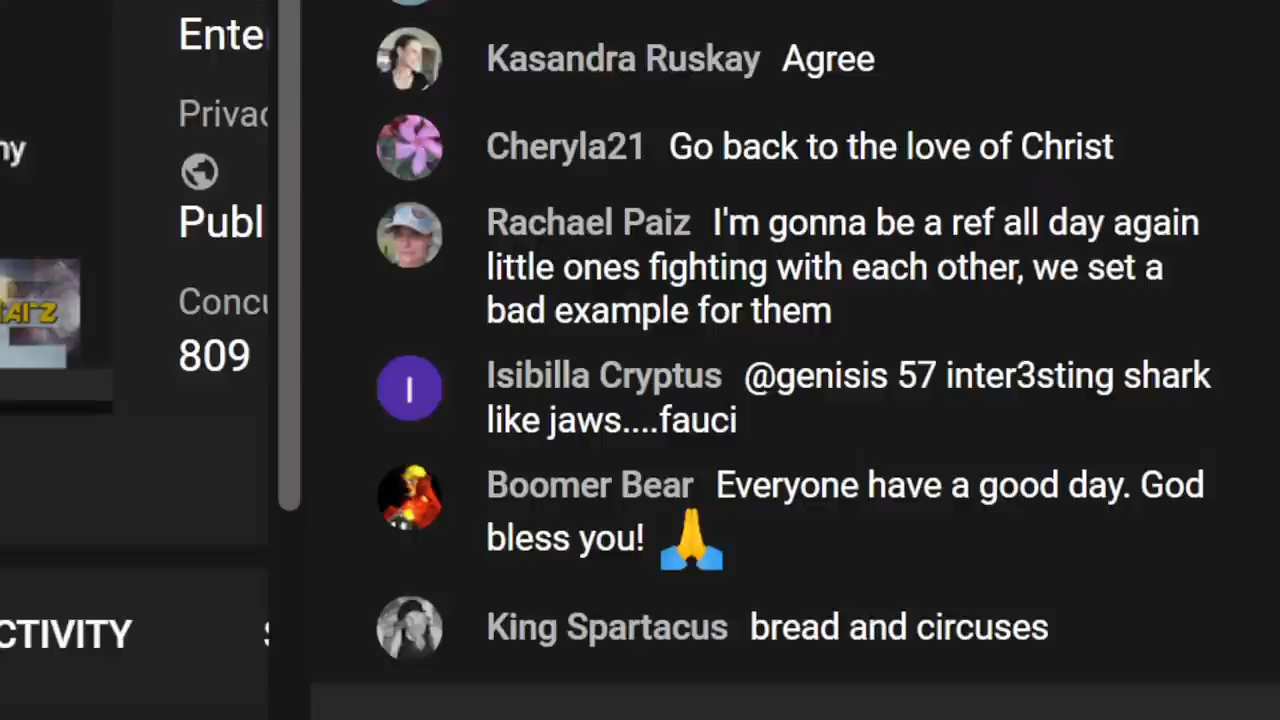 Ente
Privac
ny
Publ
Concu
809
CTIVITY
Kasandra Ruskay Agree
Cheryla21 Go back to the love of Christ
Rachael Paiz I'm gonna be a ref all day again
little ones fighting with each other, we set a
bad example for them
I
Isibilla Cryptus @genisis 57 inter3sting shark
like jaws....fauci
Boomer Bear Everyone have a good day. God
bless you! 🙏
King Spartacus bread and circuses